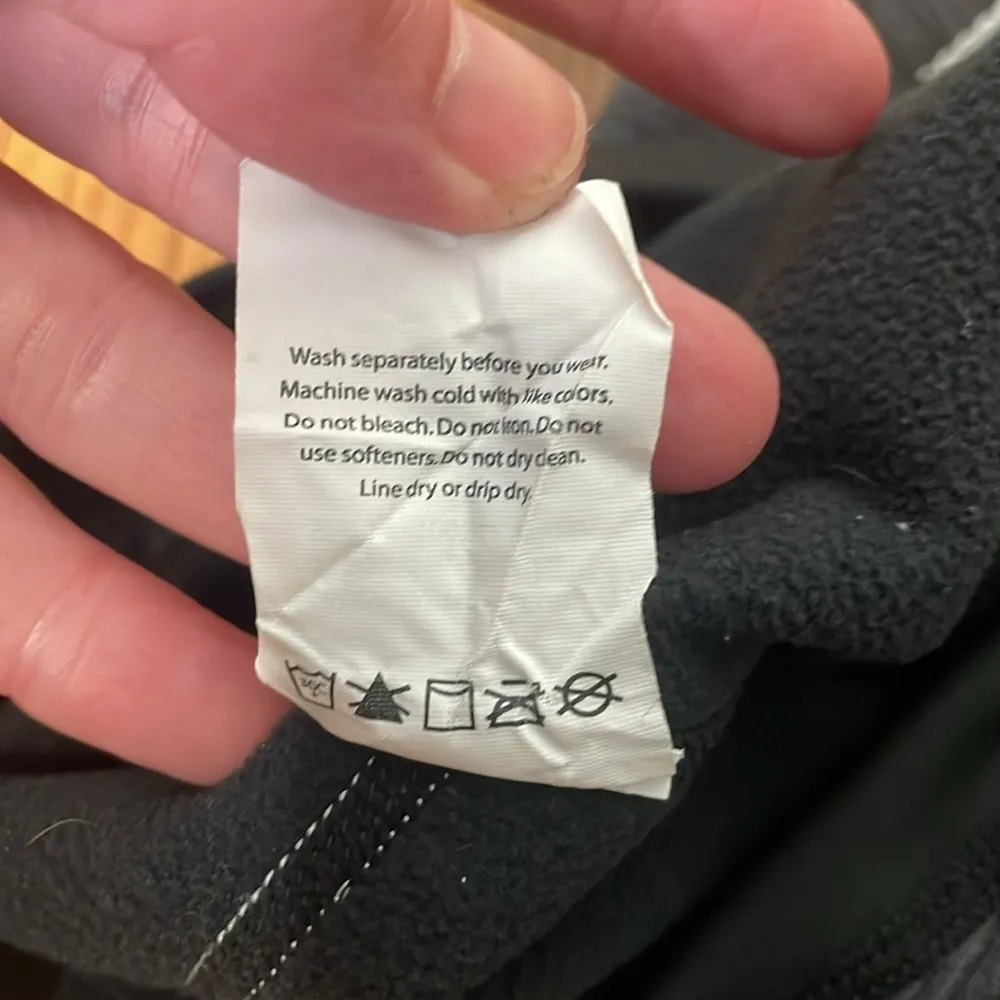 Wash separately before you wear.
Machine wash cold with like colors.
Do not bleach. Do not iron. Do not
use softeners. Do not dry clean.
Line dry or drip dry.
30°C